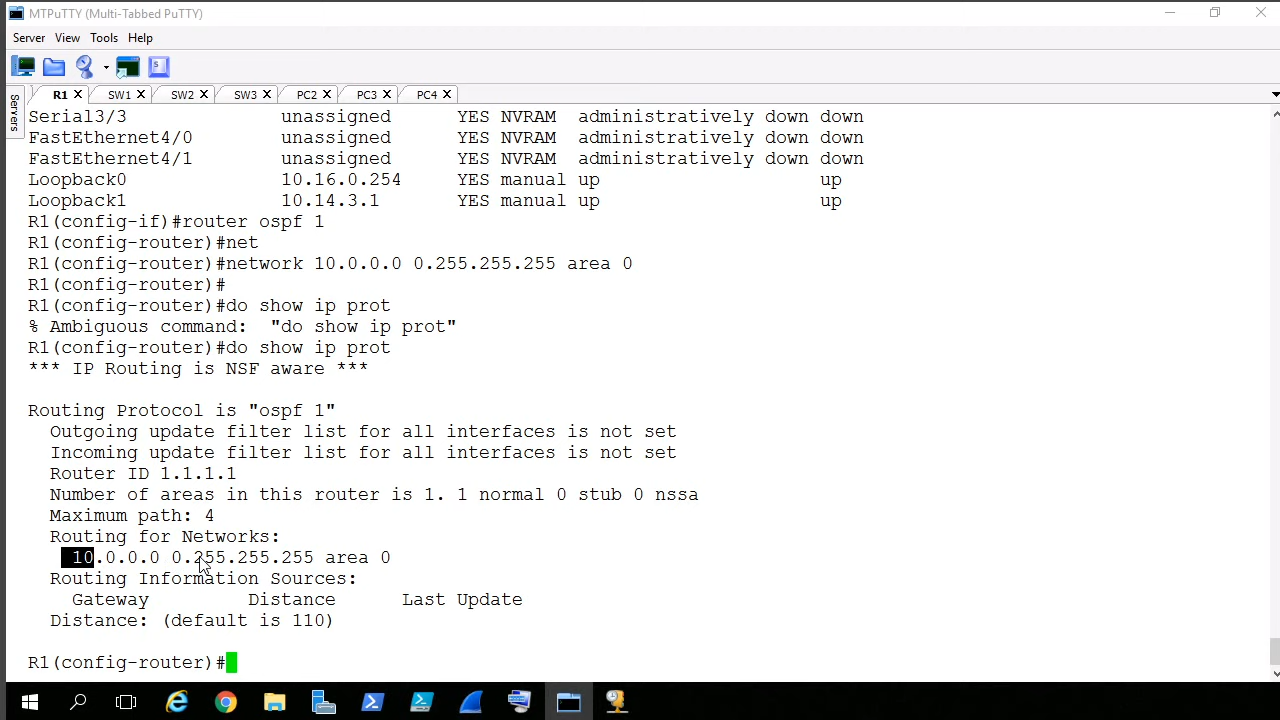 MTPuTTY (Multi-Tabbed PuTTY)
Server View Tools Help
R1 SW1 SW2 SW3 PC2 PC3 PC4
Servers
Serial3/3 unassigned YES NVRAM administratively down down
FastEthernet4/0 unassigned YES NVRAM administratively down down
FastEthernet4/1 unassigned YES NVRAM administratively down down
Loopback0 10.16.0.254 YES manual up up
Loopback1 10.14.3.1 YES manual up up
R1(config-if)#router ospf 1
R1(config-router)#net
R1(config-router)#network 10.0.0.0 0.255.255.255 area 0
R1(config-router)#
R1(config-router)#do show ip prot
% Ambiguous command: "do show ip prot"
R1(config-router)#do show ip prot
*** IP Routing is NSF aware ***
Routing Protocol is "ospf 1"
Outgoing update filter list for all interfaces is not set
Incoming update filter list for all interfaces is not set
Router ID 1.1.1.1
Number of areas in this router is 1. 1 normal 0 stub 0 nssa
Maximum path: 4
Routing for Networks:
10.0.0.0 0.255.255.255 area 0
Routing Information Sources:
Gateway Distance Last Update
Distance: (default is 110)
R1(config-router)#